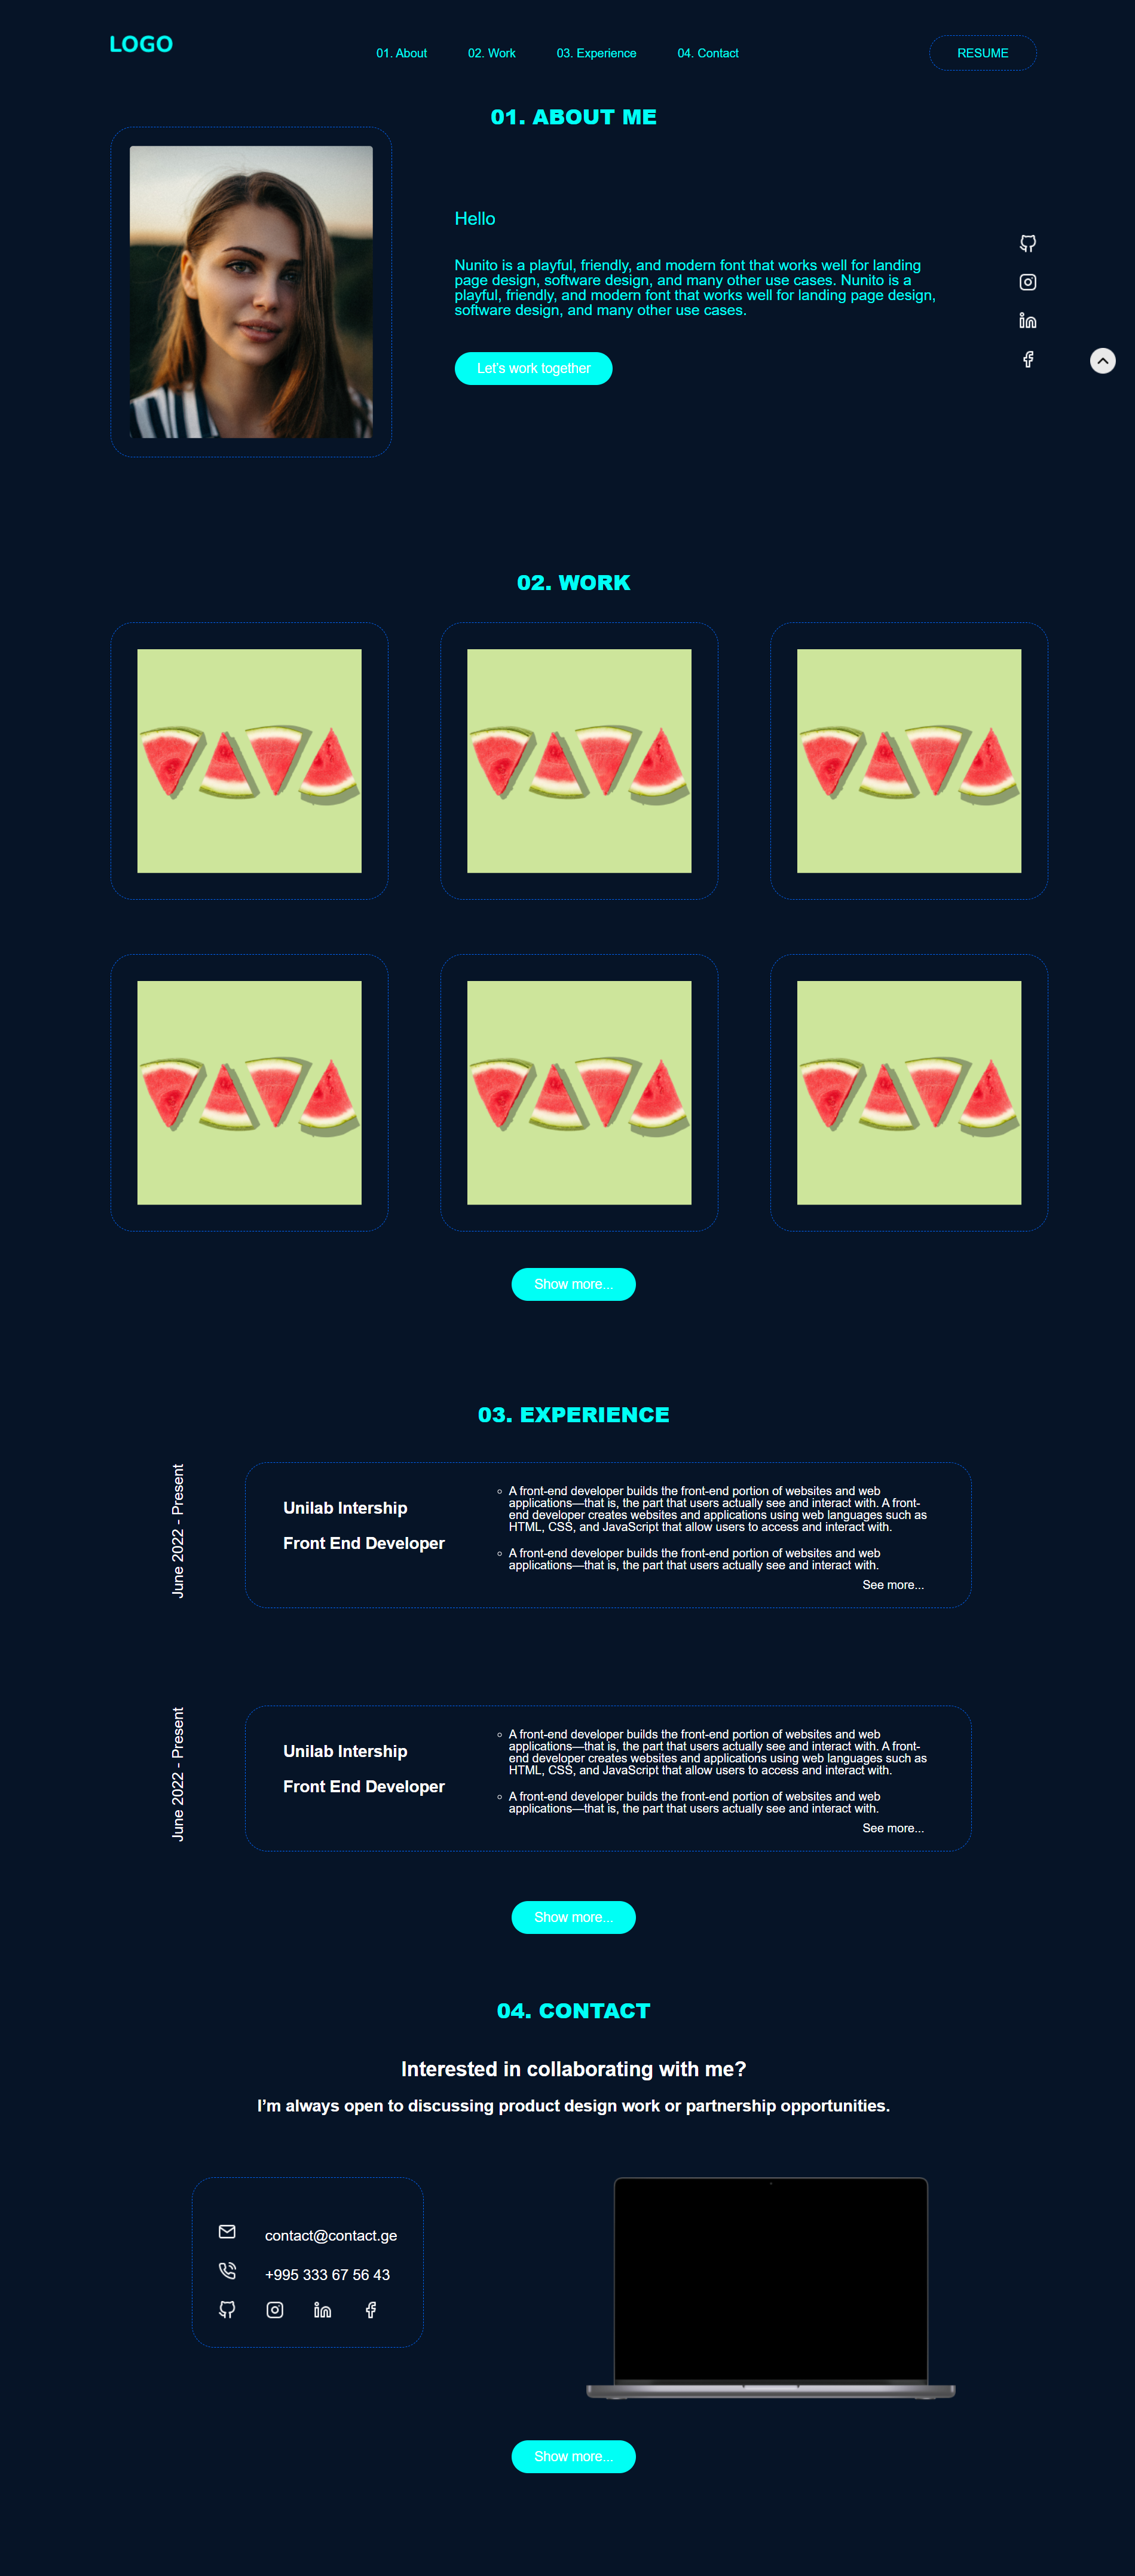 LOGO
01. About
02. Work
03. Experience
04. Contact
RESUME
01. ABOUT ME
Hello
Nunito is a playful, friendly, and modern font that works well for landing
page design, software design, and many other use cases. Nunito is a
playful, friendly, and modern font that works well for landing page design,
software design, and many other use cases.
Let's work together
02. WORK
Show more...
03. EXPERIENCE
June 2022 - Present
Unilab Intership
Front End Developer
A front-end developer builds the front-end portion of websites and web
applications—that is, the part that users actually see and interact with. A front-
end developer creates websites and applications using web languages such as
HTML, CSS, and JavaScript that allow users to access and interact with.
A front-end developer builds the front-end portion of websites and web
applications—that is, the part that users actually see and interact with.
See more...
June 2022 - Present
Unilab Intership
Front End Developer
A front-end developer builds the front-end portion of websites and web
applications—that is, the part that users actually see and interact with. A front-
end developer creates websites and applications using web languages such as
HTML, CSS, and JavaScript that allow users to access and interact with.
A front-end developer builds the front-end portion of websites and web
applications—that is, the part that users actually see and interact with.
See more...
Show more...
04. CONTACT
Interested in collaborating with me?
I’m always open to discussing product design work or partnership opportunities.
contact@contact.ge
+995 333 67 56 43
Show more...